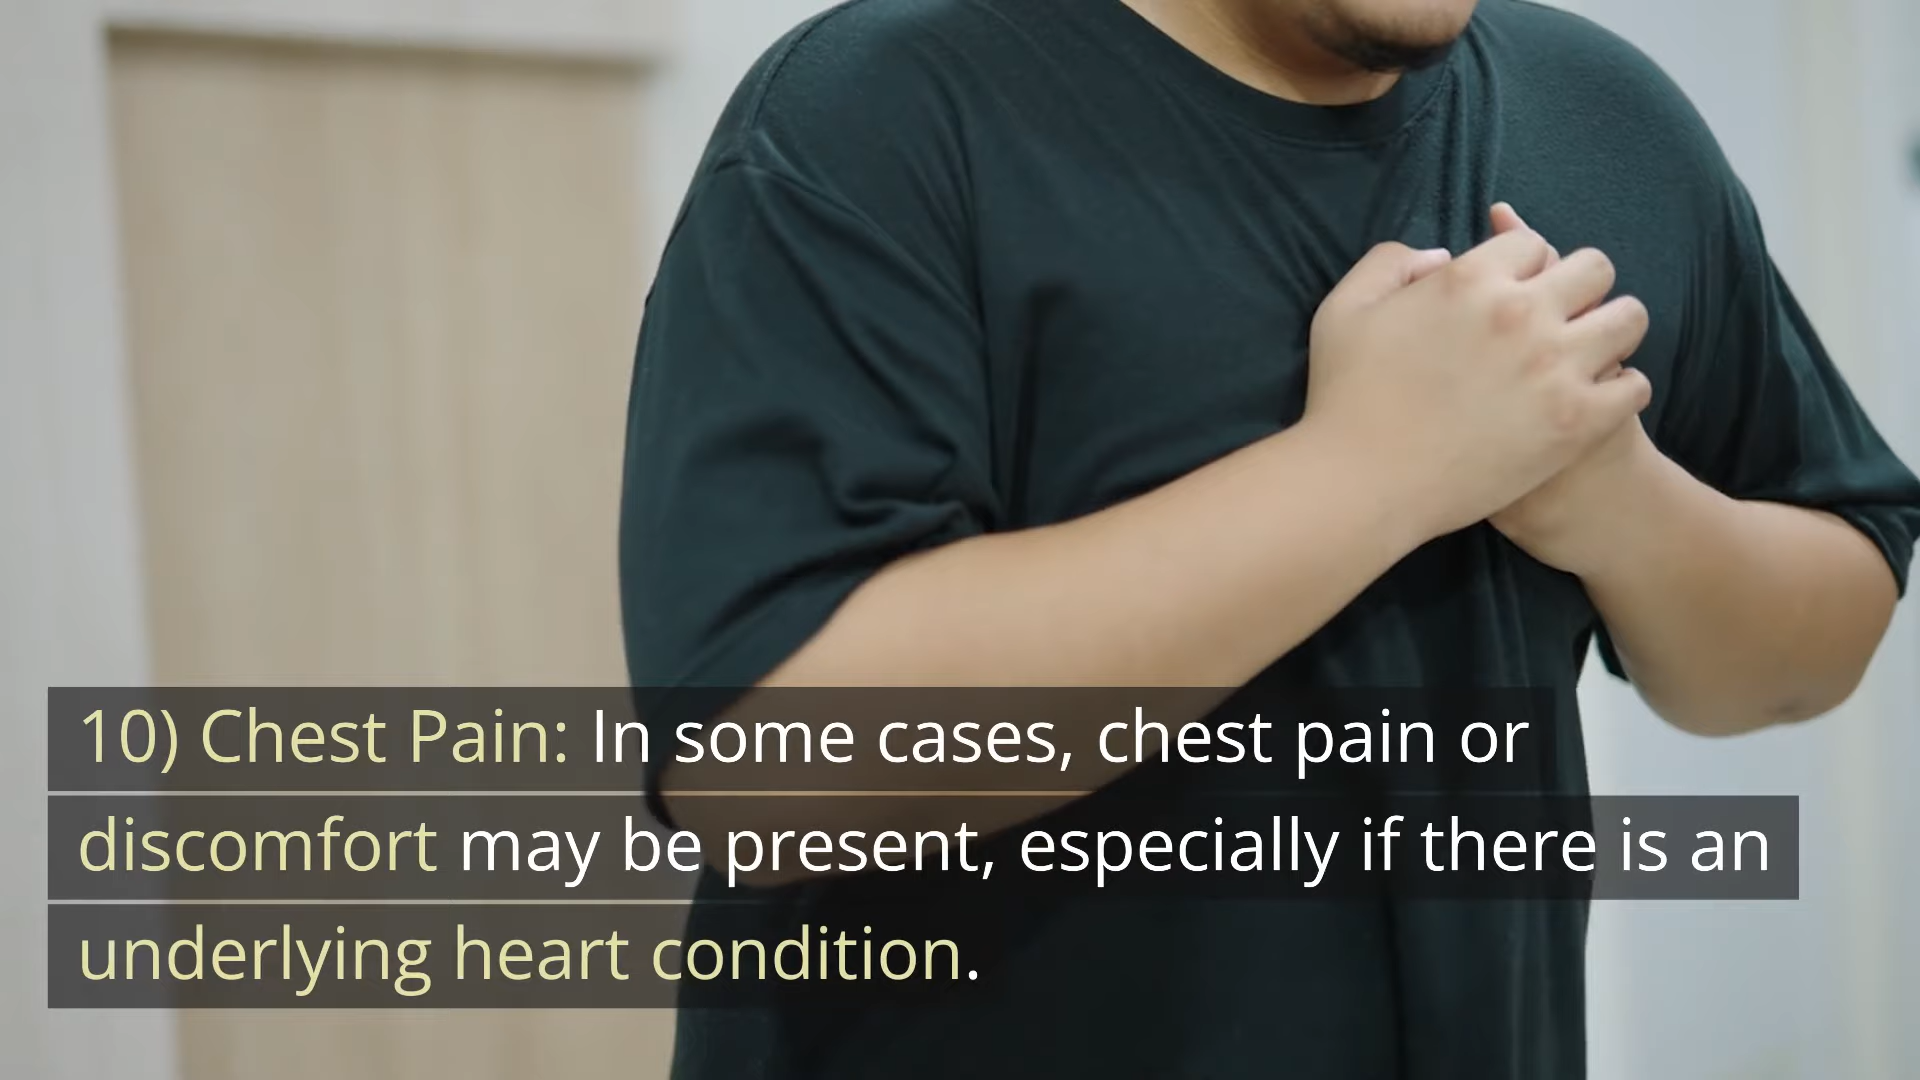 10) Chest Pain: In some cases, chest pain or
discomfort may be present, especially if there is an
underlying heart condition.